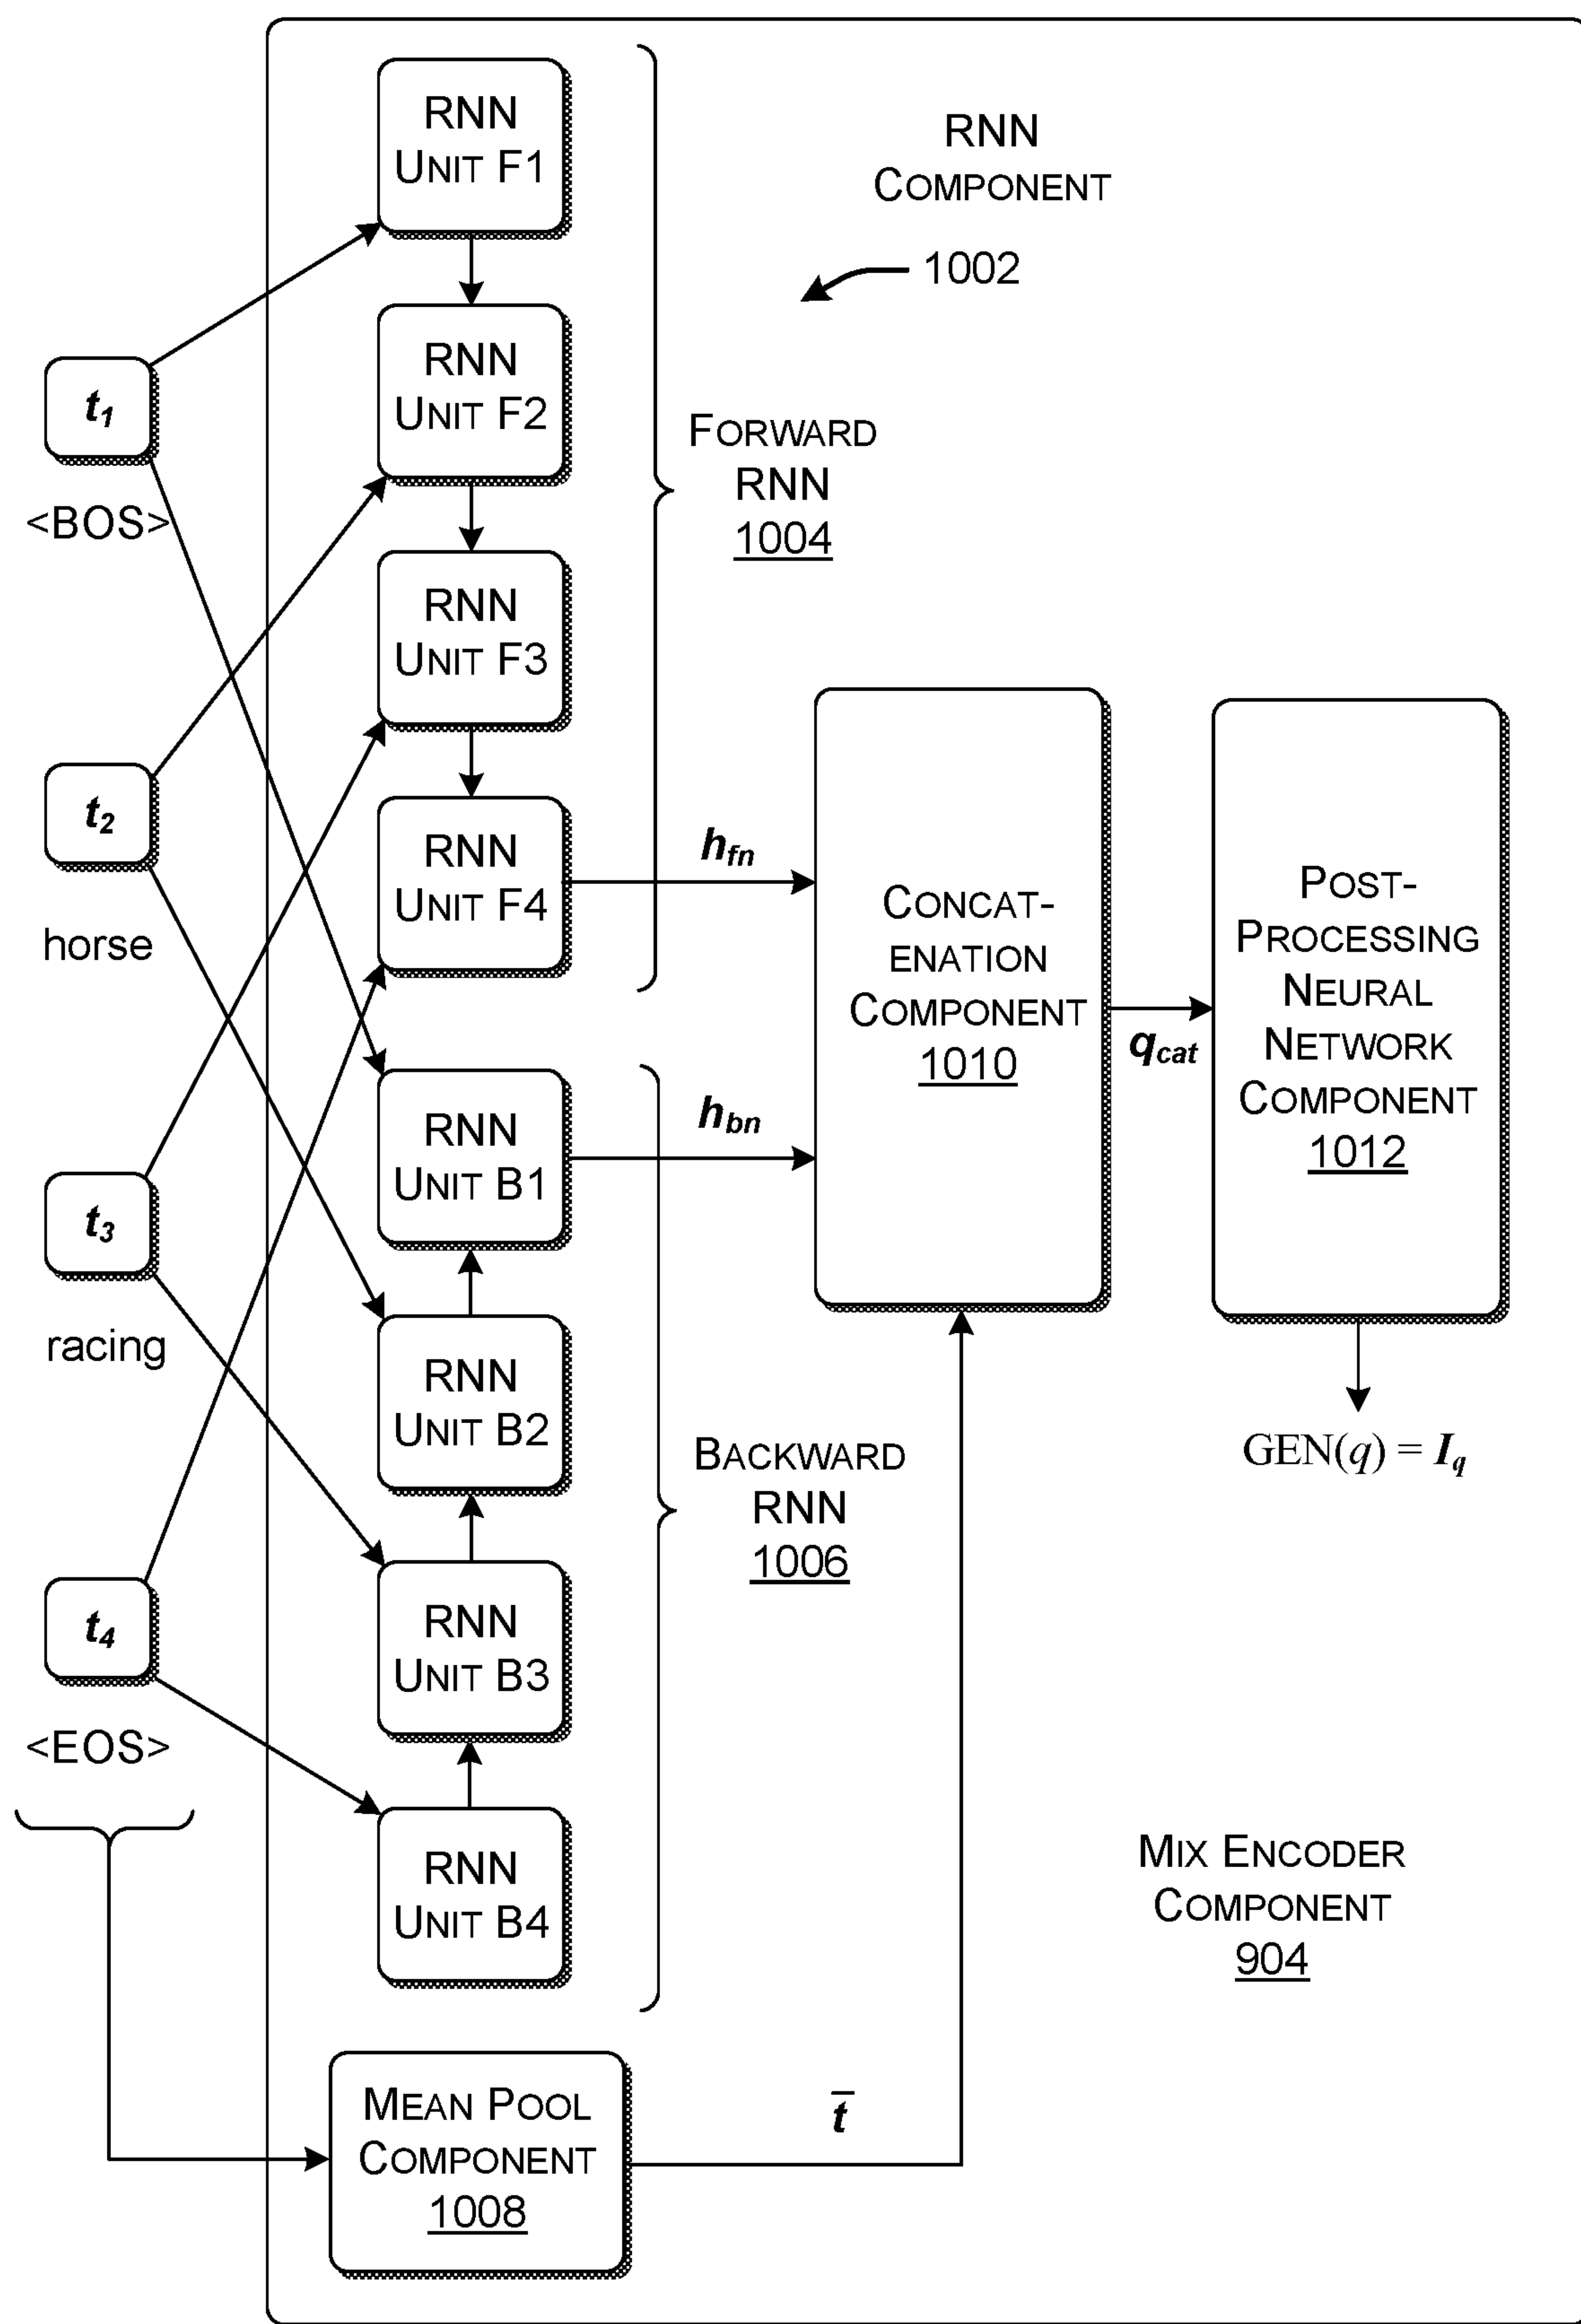 RNN
UNIT F1
RNN
COMPONENT
1002
RNN
UNIT F2
t1
<BOS>
FORWARD
RNN
1004
RNN
UNIT F3
t2
horse
RNN
UNIT F4
hfn
CONCAT-
ENATION
COMPONENT
1010
qcat
POST-
PROCESSING
NEURAL
NETWORK
COMPONENT
1012
RNN
UNIT B1
hbn
t3
racing
RNN
UNIT B2
GEN(q) = Iq
BACKWARD
RNN
1006
t4
<EOS>
RNN
UNIT B3
RNN
UNIT B4
MIX ENCODER
COMPONENT
904
MEAN POOL
COMPONENT
1008
t̄